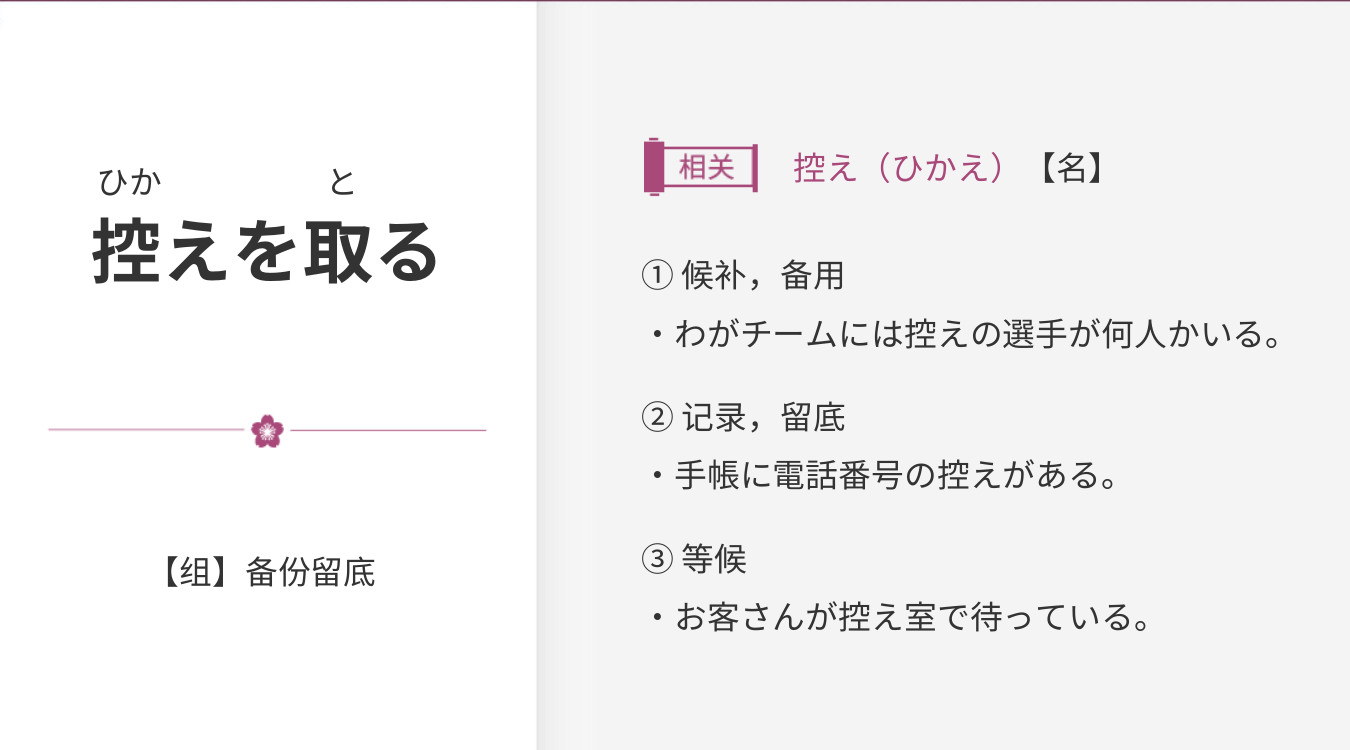 ひか と
控えを取る
【组】备份留底
相关 控え（ひかえ）【名】
① 候补，备用
・わがチームには控えの選手が何人かいる。
② 记录，留底
・手帳に電話番号の控えがある。
③ 等候
・お客さんが控え室で待っている。